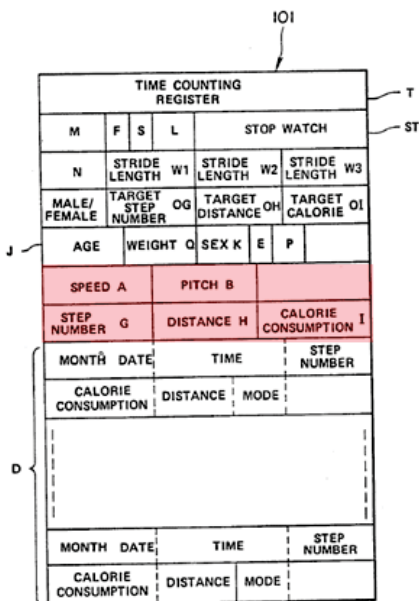 101
TIME COUNTING
REGISTER
T
M F S L STOP WATCH
ST
N STRIDE LENGTH W1 STRIDE LENGTH W2 STRIDE LENGTH W3
MALE/FEMALE TARGET STEP NUMBER OG TARGET DISTANCE OH TARGET CALORIE OI
J
AGE WEIGHT Q SEX K E P
SPEED A PITCH B
STEP NUMBER G DISTANCE H CALORIE CONSUMPTION I
MONTH DATE TIME STEP NUMBER
CALORIE CONSUMPTION DISTANCE MODE
D
MONTH DATE TIME STEP NUMBER
CALORIE CONSUMPTION DISTANCE MODE